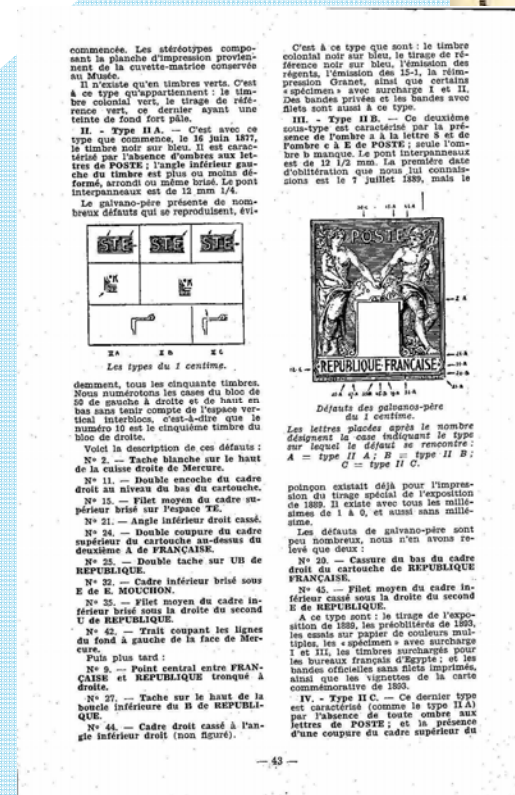 commencée. Les stéréotypes compo-
sant la planche d'impression provien-
nent de la cuvette-matrice conservée
au Musée.
Il n'existe qu'en timbres verts. C'est
à ce type qu'appartiennent : le tim-
bre colonial vert, le tirage de réfé-
rence vert, ce dernier ayant une
teinte de fond fort pâle.
II. - Type II A. — C'est avec ce
type que commence, le 16 juin 1877,
le timbre noir sur bleu. Il est carac-
térisé par l'absence d'ombres aux let-
tres de POSTE ; l'angle inférieur gau-
che du timbre est plus ou moins dé-
formé, arrondi ou même brisé. Le pont
interpanneaux est de 12 mm 1/4.
Le galvano-père présente de nom-
breux défauts qui se reproduisent, évi-
STE STE STE
II A II B II C
Les types du 1 centime.
demment, tous les cinquante timbres.
Nous numérotons les cases du bloc de
50 de gauche à droite et de haut en
bas sans tenir compte de l'espace ver-
tical interblocs, c'est-à-dire que le
numéro 10 est le cinquième timbre du
bloc de droite.
Voici la description de ces défauts :
N° 2. — Tache blanche sur le haut
de la cuisse droite de Mercure.
N° 11. — Double encoche du cadre
droit au niveau du bas du cartouche.
N° 15. — Filet moyen du cadre su-
périeur brisé sur l'espace TE.
N° 21. — Angle inférieur droit cassé.
N° 24. — Double coupure du cadre
supérieur du cartouche au-dessus du
deuxième A de FRANÇAISE.
N° 25. — Double tache sur UB de
REPUBLIQUE.
N° 32. — Cadre inférieur brisé sous
E de E. MOUCHON.
N° 35. — Filet moyen du cadre in-
férieur brisé sous la droite du second
U de REPUBLIQUE.
N° 42. — Trait coupant les lignes
du fond à gauche de la face de Mer-
cure.
Puis plus tard :
N° 9. — Point central entre FRAN-
ÇAISE et REPUBLIQUE tronqué à
droite.
N° 27. — Tache sur le haut de la
boucle inférieure du B de REPUBLI-
QUE.
N° 44. — Cadre droit cassé à l'an-
gle inférieur droit (non figuré).
C'est à ce type que sont : le timbre
colonial noir sur bleu, le tirage de ré-
férence noir sur bleu, l'émission des
régents, l'émission des 15-1, la réim-
pression Granet, ainsi que certains
« spécimen » avec surcharge I et II.
Des bandes privées et les bandes avec
filets sont aussi à ce type.
III. - Type II B. — Ce deuxième
sous-type est caractérisé par la pré-
sence de l'ombre a à la lettre S et de
l'ombre c à E de POSTE ; seule l'om-
bre b manque. Le pont interpanneaux
est de 12 1/2 mm. La première date
d'oblitération que nous lui connais-
sions est le 7 juillet 1889, mais le
POSTE
REPUBLIQUE FRANÇAISE
Défauts des galvanos-père
du 1 centime.
Les lettres placées après le nombre
désignent la case indiquant le type
sur lequel le défaut se rencontre :
A = type II A ; B = type II B ;
C = type II C.
poinçon existait déjà pour l'impres-
sion du tirage spécial de l'exposition
de 1889. Il existe avec tous les millé-
simes de 1 à 0, et aussi sans millé-
sime.
Les défauts de galvano-père sont
peu nombreux, nous n'en avons re-
levé que deux :
N° 20. — Cassure du bas du cadre
droit du cartouche de REPUBLIQUE
FRANÇAISE.
N° 45. — Filet moyen du cadre in-
férieur cassé sous la droite du second
E de REPUBLIQUE.
A ce type sont : le tirage de l'expo-
sition de 1889, les préoblitérés de 1893,
les essais sur papier de couleurs mul-
tiples, les « spécimen » avec surcharge
I et III, les timbres surchargés pour
les bureaux français d'Egypte ; et les
bandes officielles sans filets imprimés,
ainsi que les vignettes de la carte
commémorative de 1893.
IV. - Type II C. — Ce dernier type
est caractérisé (comme le type II A)
par l'absence de toute ombre aux
lettres de POSTE ; et la présence
d'une coupure du cadre supérieur du
— 43 —